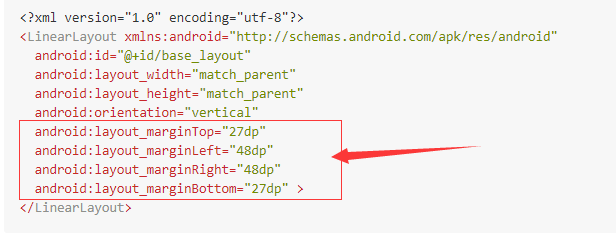 <?xml version="1.0" encoding="utf-8"?>
<LinearLayout xmlns:android="http://schemas.android.com/apk/res/android"
android:id="@+id/base_layout"
android:layout_width="match_parent"
android:layout_height="match_parent"
android:orientation="vertical"
android:layout_marginTop="27dp"
android:layout_marginLeft="48dp"
android:layout_marginRight="48dp"
android:layout_marginBottom="27dp" >
</LinearLayout>